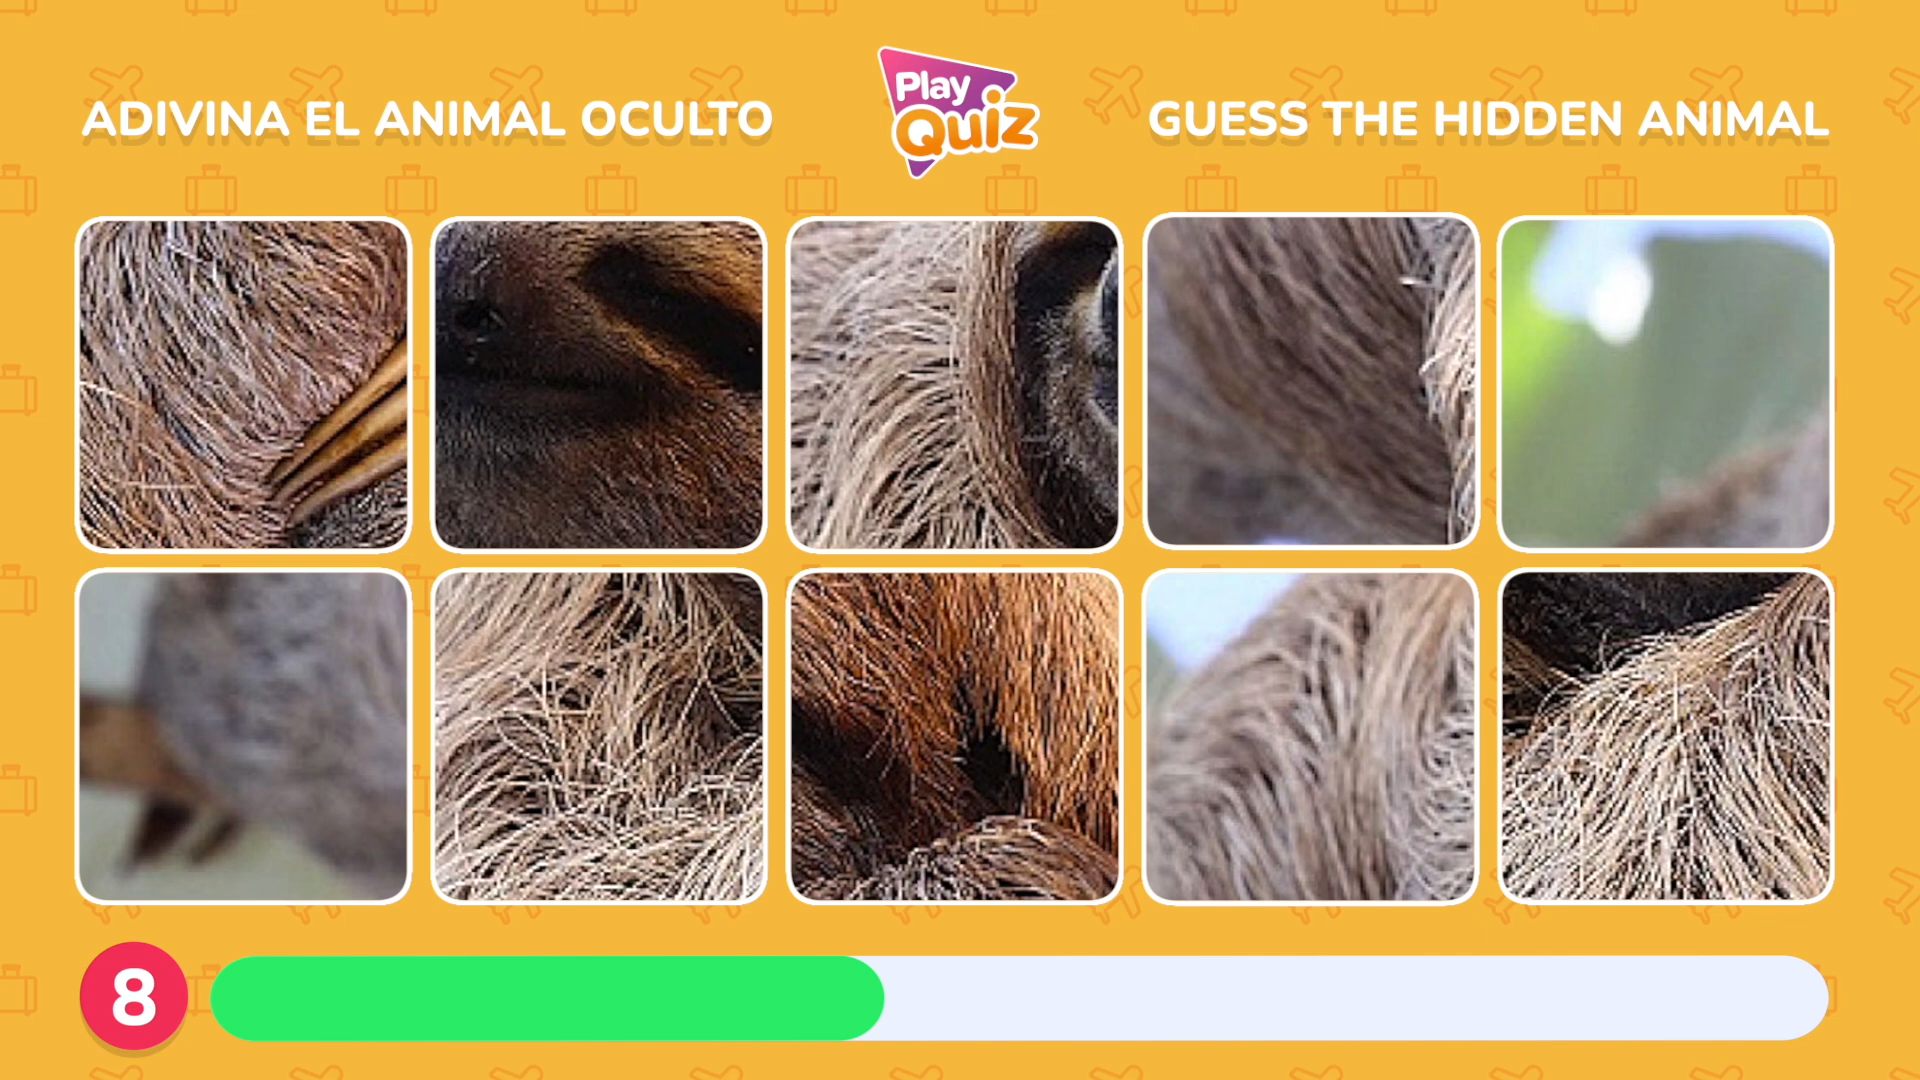 ADIVINA EL ANIMAL OCULTO
Play
Quiz
GUESS THE HIDDEN ANIMAL
8